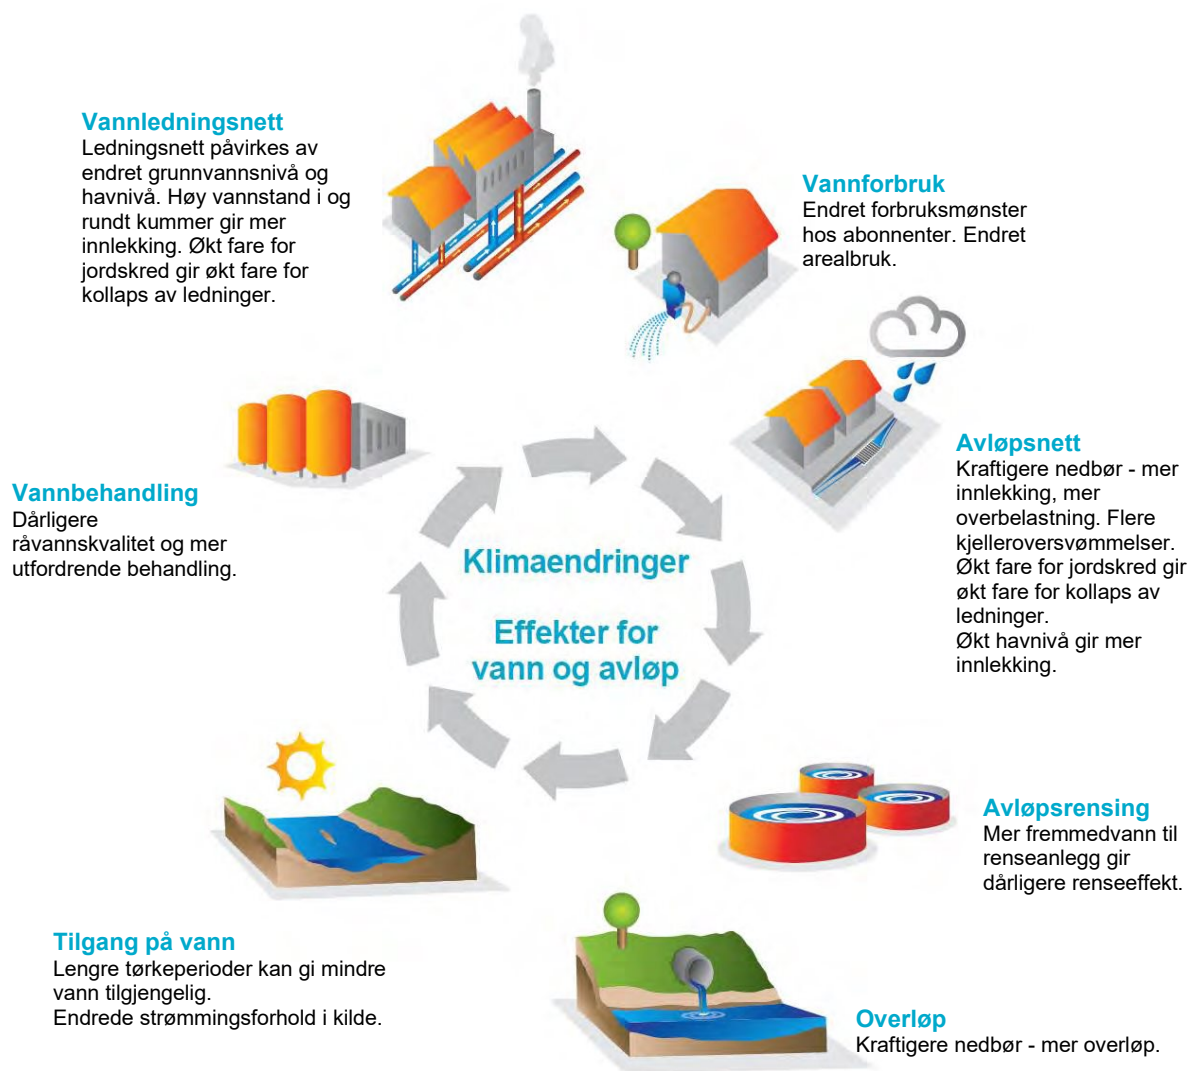 Vannledningsnett
Ledningsnett påvirkes av
endret grunnvannsnivå og
havnivå. Høy vannstand i og
rundt kummer gir mer
innlekking. Økt fare for
jordskred gir økt fare for
kollaps av ledninger.
Vannforbruk
Endret forbruksmønster
hos abonnenter. Endret
arealbruk.
Avløpsnett
Kraftigere nedbør - mer
innlekking, mer
overbelastning. Flere
kjelleroversvømmelser.
Økt fare for jordskred gir
økt fare for kollaps av
ledninger.
Økt havnivå gir mer
innlekking.
Vannbehandling
Dårligere
råvannskvalitet og mer
utfordrende behandling.
Klimaendringer
Effekter for
vann og avløp
Avløpsrensing
Mer fremmedvann til
renseanlegg gir
dårligere renseeffekt.
Tilgang på vann
Lengre tørkeperioder kan gi mindre
vann tilgjengelig.
Endrede strømmingsforhold i kilde.
Overløp
Kraftigere nedbør - mer overløp.